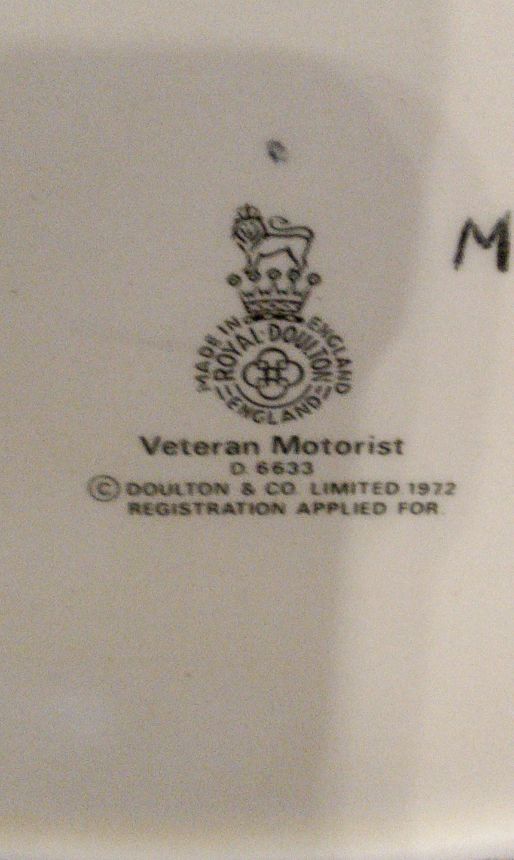 M
MADE IN ENGLAND
ROYAL·DOULTON
ENGLAND
Veteran Motorist
D. 6633
© DOULTON & CO. LIMITED 1972
REGISTRATION APPLIED FOR.